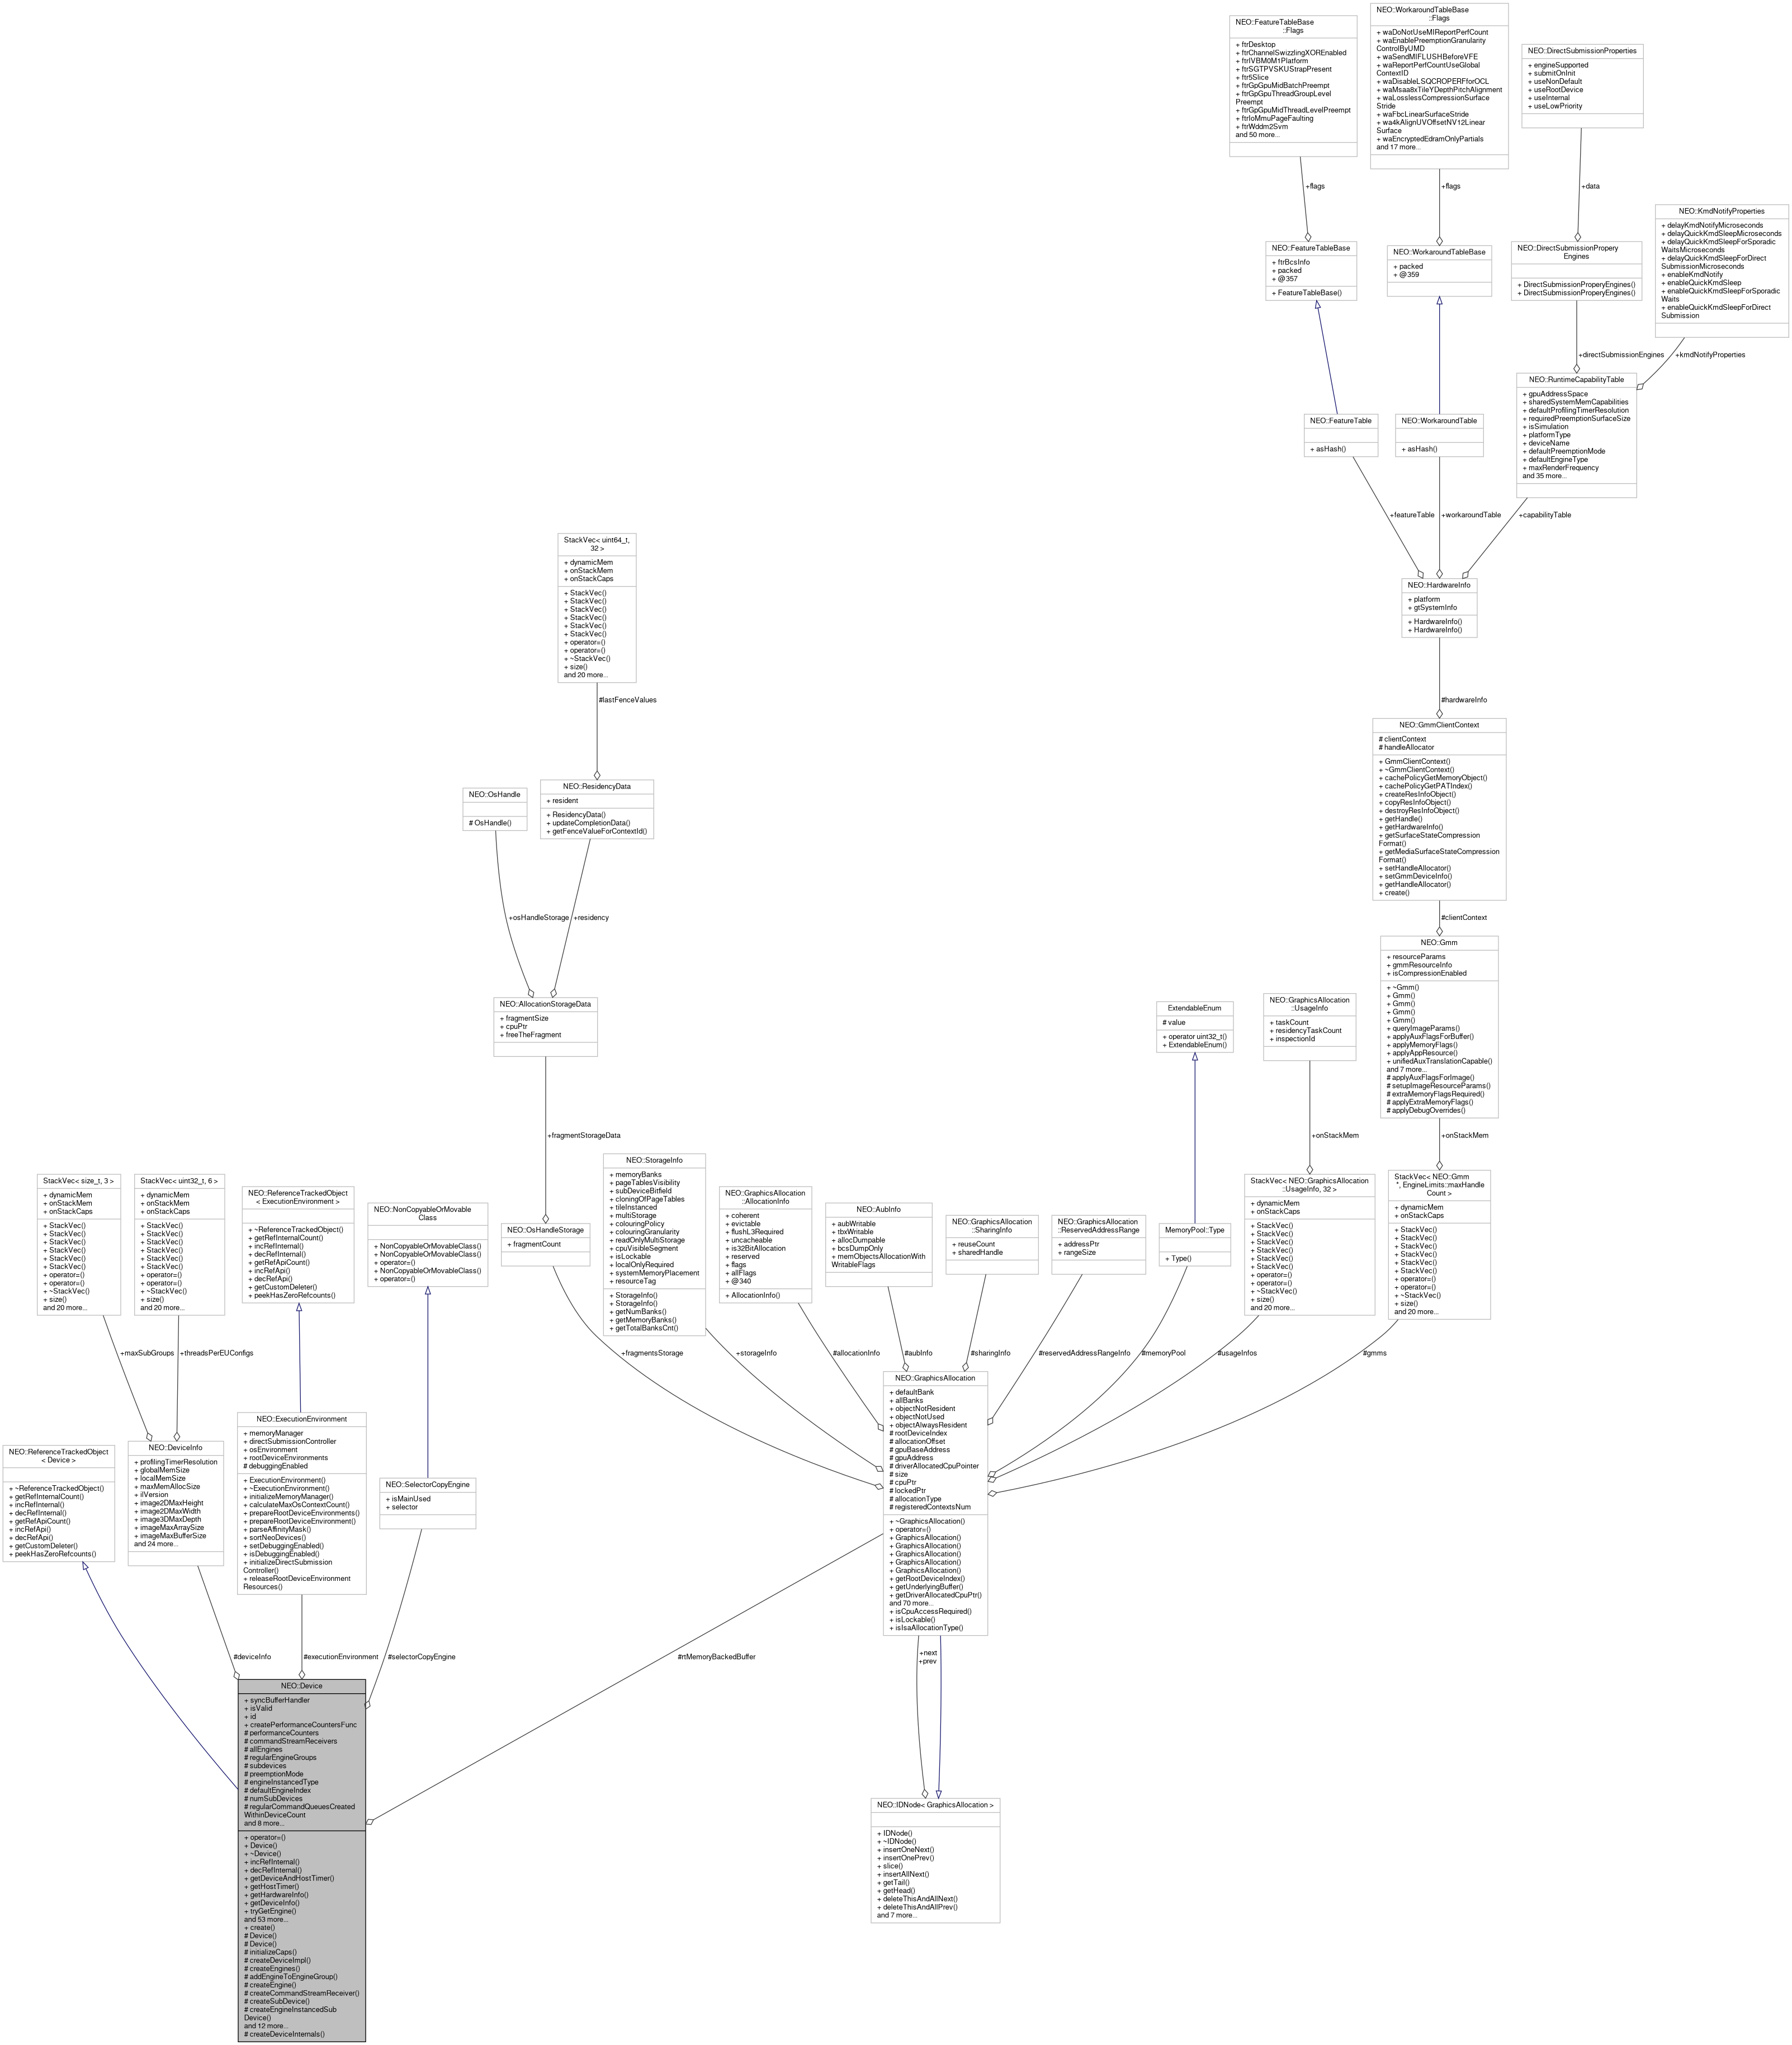 NEO::FeatureTableBase
::Flags
+ ftrDesktop
+ ftrChannelSwizzlingXOREnabled
+ ftrIVBM0M1Platform
+ ftrSGTPVSKUStrapPresent
+ ftr5Slice
+ ftrGpGpuMidBatchPreempt
+ ftrGpGpuThreadGroupLevel
Preempt
+ ftrGpGpuMidThreadLevelPreempt
+ ftrIoMmuPageFaulting
+ ftrWddm2Svm
and 50 more...
NEO::WorkaroundTableBase
::Flags
+ waDoNotUseMIReportPerfCount
+ waEnablePreemptionGranularity
ControlByUMD
+ waSendMIFLUSHBeforeVFE
+ waReportPerfCountUseGlobal
ContextID
+ waDisableLSQCROPERFforOCL
+ waMsaa8xTileYDepthPitchAlignment
+ waLosslessCompressionSurface
Stride
+ waFbcLinearSurfaceStride
+ wa4kAlignUVOffsetNV12Linear
Surface
+ waEncryptedEdramOnlyPartials
and 17 more...
NEO::DirectSubmissionProperties
+ engineSupported
+ submitOnInit
+ useNonDefault
+ useRootDevice
+ useInternal
+ useLowPriority
+flags
+flags
+data
NEO::KmdNotifyProperties
+ delayKmdNotifyMicroseconds
+ delayQuickKmdSleepMicroseconds
+ delayQuickKmdSleepForSporadic
WaitsMicroseconds
+ delayQuickKmdSleepForDirect
SubmissionMicroseconds
+ enableKmdNotify
+ enableQuickKmdSleep
+ enableQuickKmdSleepForSporadic
Waits
+ enableQuickKmdSleepForDirect
Submission
NEO::FeatureTableBase
+ ftrBcsInfo
+ packed
+ @357
+ FeatureTableBase()
NEO::WorkaroundTableBase
+ packed
+ @359
NEO::DirectSubmissionPropery
Engines
+ DirectSubmissionProperyEngines()
+ DirectSubmissionProperyEngines()
+directSubmissionEngines
+kmdNotifyProperties
NEO::RuntimeCapabilityTable
+ gpuAddressSpace
+ sharedSystemMemCapabilities
+ defaultProfilingTimerResolution
+ requiredPreemptionSurfaceSize
+ isSimulation
+ platformType
+ deviceName
+ defaultPreemptionMode
+ defaultEngineType
+ maxRenderFrequency
and 35 more...
NEO::FeatureTable
+ asHash()
NEO::WorkaroundTable
+ asHash()
+featureTable
+workaroundTable
+capabilityTable
StackVec< uint64_t,
32 >
+ dynamicMem
+ onStackMem
+ onStackCaps
+ StackVec()
+ StackVec()
+ StackVec()
+ StackVec()
+ StackVec()
+ StackVec()
+ operator=()
+ operator=()
+ ~StackVec()
+ size()
and 20 more...
NEO::HardwareInfo
+ platform
+ gtSystemInfo
+ HardwareInfo()
+ HardwareInfo()
#lastFenceValues
#hardwareInfo
NEO::GmmClientContext
# clientContext
# handleAllocator
+ GmmClientContext()
+ ~GmmClientContext()
+ cachePolicyGetMemoryObject()
+ cachePolicyGetPATIndex()
+ createResInfoObject()
+ copyResInfoObject()
+ destroyResInfoObject()
+ getHandle()
+ getHardwareInfo()
+ getSurfaceStateCompression
Format()
+ getMediaSurfaceStateCompression
Format()
+ setHandleAllocator()
+ setGmmDeviceInfo()
+ getHandleAllocator()
+ create()
NEO::OsHandle
# OsHandle()
NEO::ResidencyData
+ resident
+ ResidencyData()
+ updateCompletionData()
+ getFenceValueForContextId()
+osHandleStorage
+residency
#clientContext
NEO::Gmm
+ resourceParams
+ gmmResourceInfo
+ isCompressionEnabled
+ ~Gmm()
+ Gmm()
+ Gmm()
+ Gmm()
+ Gmm()
+ queryImageParams()
+ applyAuxFlagsForBuffer()
+ applyMemoryFlags()
+ applyAppResource()
+ unifiedAuxTranslationCapable()
and 7 more...
# applyAuxFlagsForImage()
# setupImageResourceParams()
# extraMemoryFlagsRequired()
# applyExtraMemoryFlags()
# applyDebugOverrides()
NEO::AllocationStorageData
+ fragmentSize
+ cpuPtr
+ freeTheFragment
ExtendableEnum
# value
+ operator uint32_t()
+ ExtendableEnum()
NEO::GraphicsAllocation
::UsageInfo
+ taskCount
+ residencyTaskCount
+ inspectionId
+fragmentStorageData
+onStackMem
+onStackMem
StackVec< size_t, 3 >
+ dynamicMem
+ onStackMem
+ onStackCaps
+ StackVec()
+ StackVec()
+ StackVec()
+ StackVec()
+ StackVec()
+ StackVec()
+ operator=()
+ operator=()
+ ~StackVec()
+ size()
and 20 more...
StackVec< uint32_t, 6 >
+ dynamicMem
+ onStackMem
+ onStackCaps
+ StackVec()
+ StackVec()
+ StackVec()
+ StackVec()
+ StackVec()
+ StackVec()
+ operator=()
+ operator=()
+ ~StackVec()
+ size()
and 20 more...
NEO::ReferenceTrackedObject
< ExecutionEnvironment >
+ ~ReferenceTrackedObject()
+ getRefInternalCount()
+ incRefInternal()
+ decRefInternal()
+ getRefApiCount()
+ incRefApi()
+ decRefApi()
+ getCustomDeleter()
+ peekHasZeroRefcounts()
NEO::NonCopyableOrMovable
Class
+ NonCopyableOrMovableClass()
+ NonCopyableOrMovableClass()
+ operator=()
+ NonCopyableOrMovableClass()
+ operator=()
NEO::OsHandleStorage
+ fragmentCount
NEO::StorageInfo
+ memoryBanks
+ pageTablesVisibility
+ subDeviceBitfield
+ cloningOfPageTables
+ tileInstanced
+ multiStorage
+ colouringPolicy
+ colouringGranularity
+ readOnlyMultiStorage
+ cpuVisibleSegment
+ isLockable
+ localOnlyRequired
+ systemMemoryPlacement
+ resourceTag
+ StorageInfo()
+ StorageInfo()
+ getNumBanks()
+ getMemoryBanks()
+ getTotalBanksCnt()
NEO::GraphicsAllocation
::AllocationInfo
+ coherent
+ evictable
+ flushL3Required
+ uncacheable
+ is32BitAllocation
+ reserved
+ flags
+ allFlags
+ @340
+ AllocationInfo()
NEO::AubInfo
+ aubWritable
+ tbxWritable
+ allocDumpable
+ bcsDumpOnly
+ memObjectsAllocationWith
WritableFlags
NEO::GraphicsAllocation
::SharingInfo
+ reuseCount
+ sharedHandle
NEO::GraphicsAllocation
::ReservedAddressRange
+ addressPtr
+ rangeSize
MemoryPool::Type
+ Type()
StackVec< NEO::GraphicsAllocation
::UsageInfo, 32 >
+ dynamicMem
+ onStackCaps
+ StackVec()
+ StackVec()
+ StackVec()
+ StackVec()
+ StackVec()
+ StackVec()
+ operator=()
+ operator=()
+ ~StackVec()
+ size()
and 20 more...
StackVec< NEO::Gmm
*, EngineLimits::maxHandle
Count >
+ dynamicMem
+ onStackCaps
+ StackVec()
+ StackVec()
+ StackVec()
+ StackVec()
+ StackVec()
+ StackVec()
+ operator=()
+ operator=()
+ ~StackVec()
+ size()
and 20 more...
+maxSubGroups
+threadsPerEUConfigs
+fragmentsStorage
+storageInfo
#allocationInfo
#aubInfo
#sharingInfo
#reservedAddressRangeInfo
#memoryPool
#usageInfos
#gmms
NEO::ReferenceTrackedObject
< Device >
+ ~ReferenceTrackedObject()
+ getRefInternalCount()
+ incRefInternal()
+ decRefInternal()
+ getRefApiCount()
+ incRefApi()
+ decRefApi()
+ getCustomDeleter()
+ peekHasZeroRefcounts()
NEO::DeviceInfo
+ profilingTimerResolution
+ globalMemSize
+ localMemSize
+ maxMemAllocSize
+ ilVersion
+ image2DMaxHeight
+ image2DMaxWidth
+ image3DMaxDepth
+ imageMaxArraySize
+ imageMaxBufferSize
and 24 more...
NEO::ExecutionEnvironment
+ memoryManager
+ directSubmissionController
+ osEnvironment
+ rootDeviceEnvironments
# debuggingEnabled
+ ExecutionEnvironment()
+ ~ExecutionEnvironment()
+ initializeMemoryManager()
+ calculateMaxOsContextCount()
+ prepareRootDeviceEnvironments()
+ prepareRootDeviceEnvironment()
+ parseAffinityMask()
+ sortNeoDevices()
+ setDebuggingEnabled()
+ isDebuggingEnabled()
+ initializeDirectSubmission
Controller()
+ releaseRootDeviceEnvironment
Resources()
NEO::SelectorCopyEngine
+ isMainUsed
+ selector
NEO::GraphicsAllocation
+ defaultBank
+ allBanks
+ objectNotResident
+ objectNotUsed
+ objectAlwaysResident
# rootDeviceIndex
# allocationOffset
# gpuBaseAddress
# gpuAddress
# driverAllocatedCpuPointer
# size
# cpuPtr
# lockedPtr
# allocationType
# registeredContextsNum
+ ~GraphicsAllocation()
+ operator=()
+ GraphicsAllocation()
+ GraphicsAllocation()
+ GraphicsAllocation()
+ GraphicsAllocation()
+ GraphicsAllocation()
+ getRootDeviceIndex()
+ getUnderlyingBuffer()
+ getDriverAllocatedCpuPtr()
and 70 more...
+ isCpuAccessRequired()
+ isLockable()
+ isIsaAllocationType()
#deviceInfo
#executionEnvironment
#selectorCopyEngine
#rtMemoryBackedBuffer
+next
+prev
NEO::Device
+ syncBufferHandler
+ isValid
+ id
+ createPerformanceCountersFunc
# performanceCounters
# commandStreamReceivers
# allEngines
# regularEngineGroups
# subdevices
# preemptionMode
# engineInstancedType
# defaultEngineIndex
# numSubDevices
# regularCommandQueuesCreated
WithinDeviceCount
and 8 more...
+ operator=()
+ Device()
+ ~Device()
+ incRefInternal()
+ decRefInternal()
+ getDeviceAndHostTimer()
+ getHostTimer()
+ getHardwareInfo()
+ getDeviceInfo()
+ tryGetEngine()
and 53 more...
+ create()
# Device()
# Device()
# initializeCaps()
# createDeviceImpl()
# createEngines()
# addEngineToEngineGroup()
# createEngine()
# createCommandStreamReceiver()
# createSubDevice()
# createEngineInstancedSub
Device()
and 12 more...
# createDeviceInternals()
NEO::IDNode< GraphicsAllocation >
+ IDNode()
+ ~IDNode()
+ insertOneNext()
+ insertOnePrev()
+ slice()
+ insertAllNext()
+ getTail()
+ getHead()
+ deleteThisAndAllNext()
+ deleteThisAndAllPrev()
and 7 more...